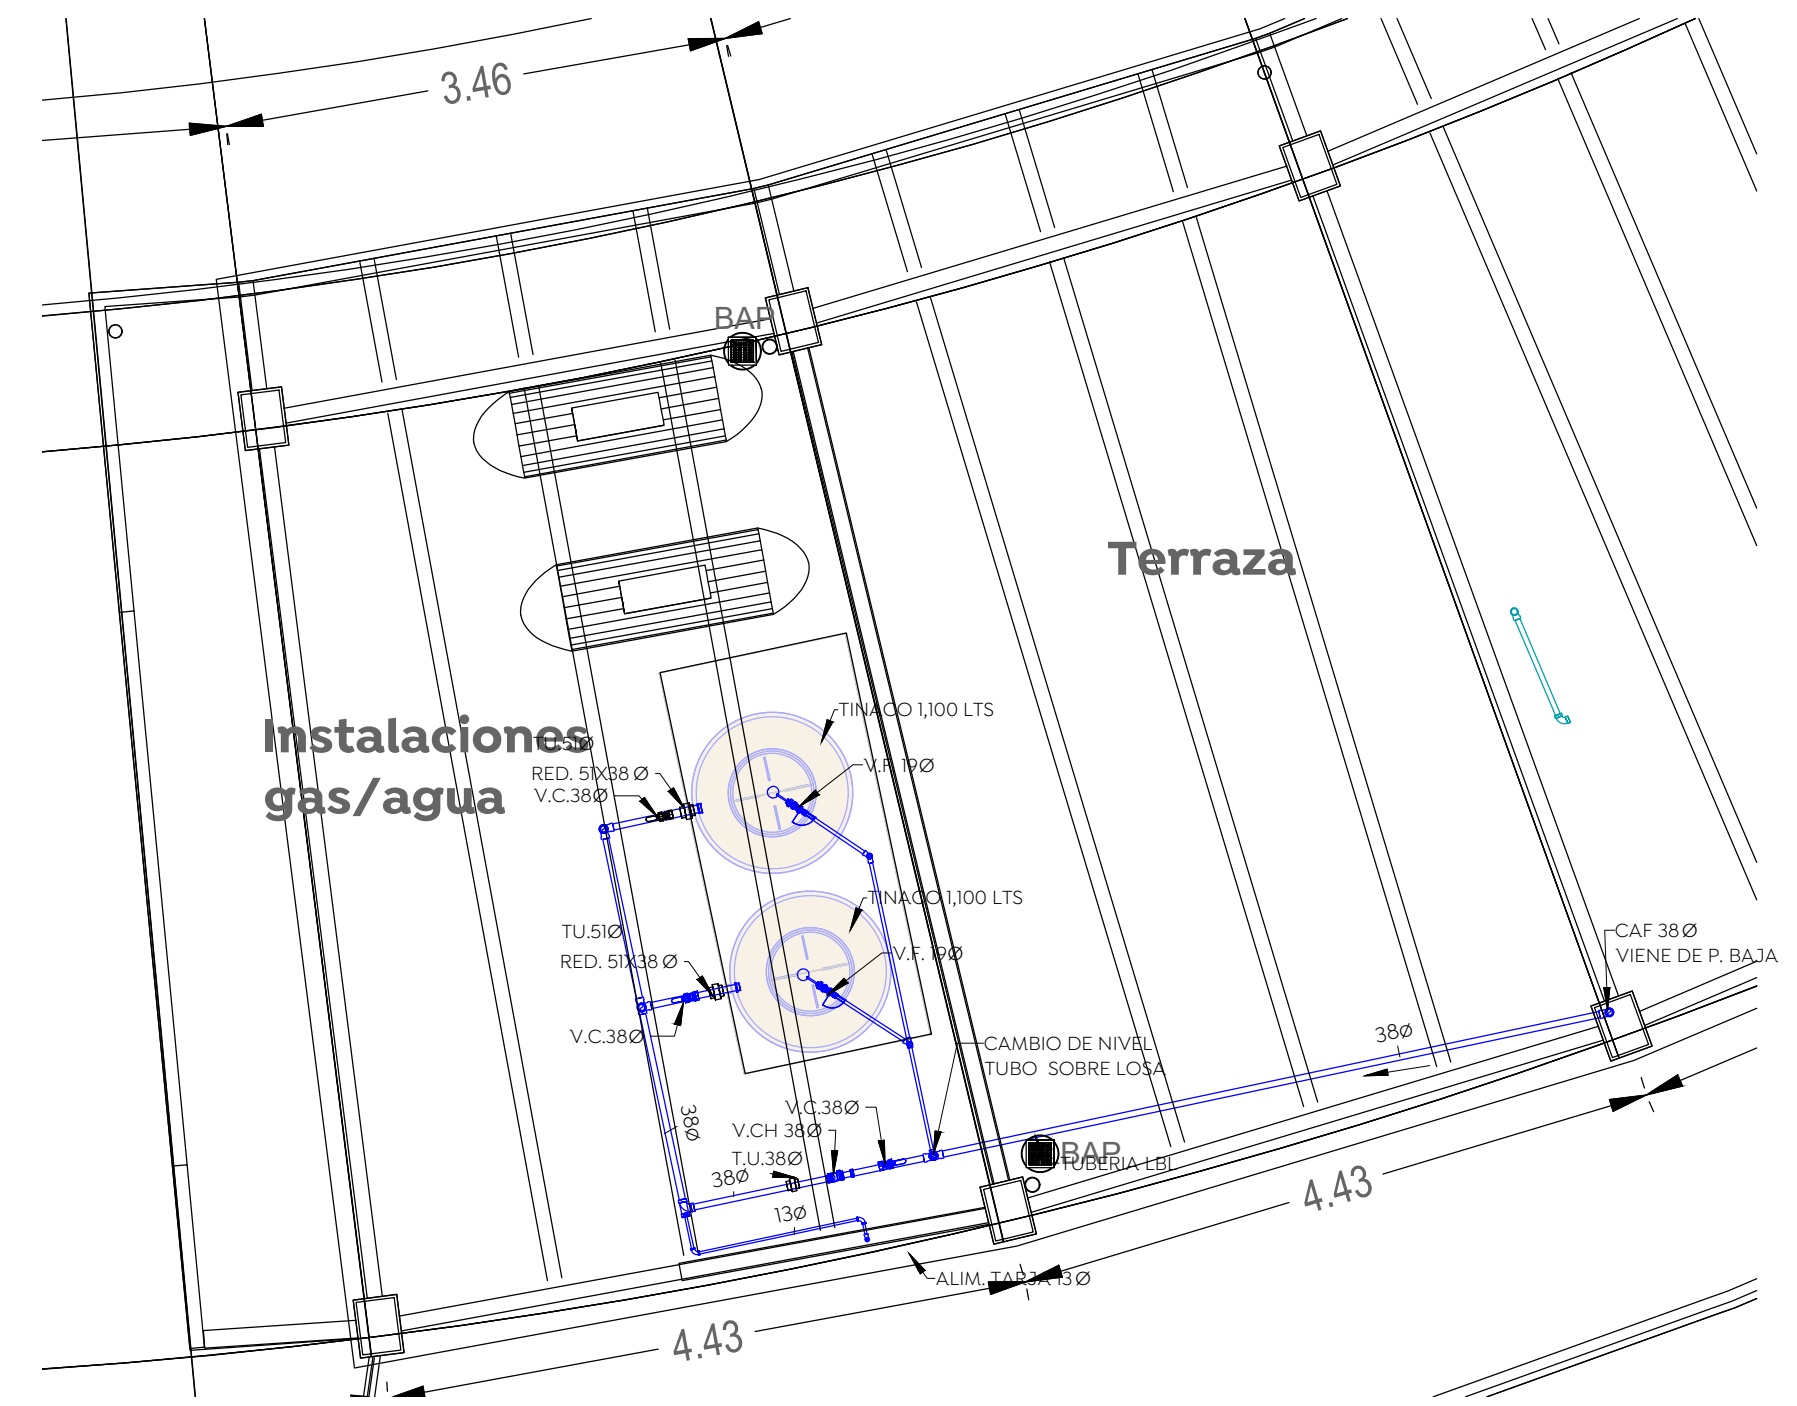 3.46
BAP
Terraza
Instalaciones
gas/agua
TU.51Ø
RED. 51X38 Ø
V.C.38Ø
TINACO 1,100 LTS
V.F. 19Ø
TINACO 1,100 LTS
V.F. 19Ø
TU.51Ø
RED. 51X38 Ø
V.C.38Ø
CAF 38 Ø
VIENE DE P. BAJA
38Ø
CAMBIO DE NIVEL
TUBO SOBRE LOSA
V.C.38Ø
V.CH 38Ø
T.U.38Ø
38Ø
38Ø
13Ø
BAP
TUBERIA LBL
4.43
ALIM. TARJA 13 Ø
4.43